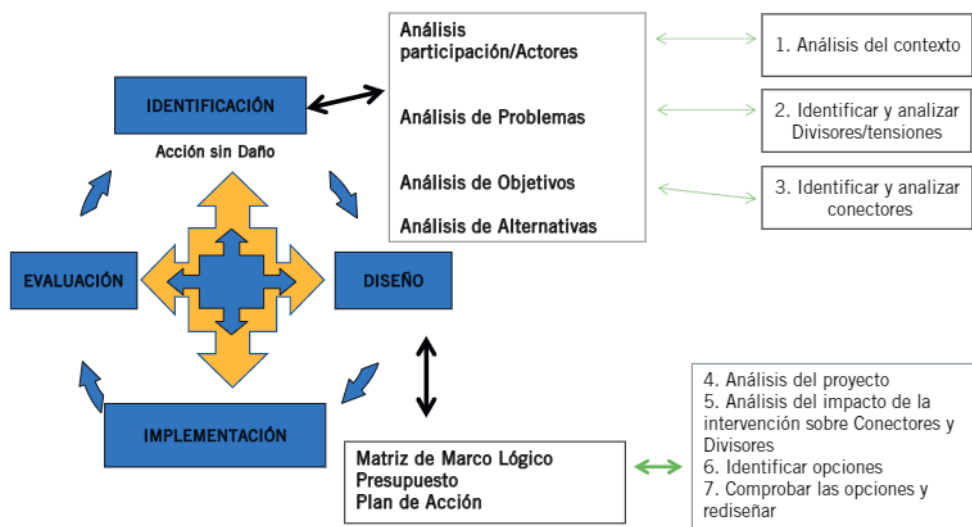 IDENTIFICACIÓN
Acción sin Daño
EVALUACIÓN
DISEÑO
IMPLEMENTACIÓN
Análisis
participación/Actores
Análisis de Problemas
Análisis de Objetivos
Análisis de Alternativas
1. Análisis del contexto
2. Identificar y analizar
Divisores/tensiones
3. Identificar y analizar
conectores
Matriz de Marco Lógico
Presupuesto
Plan de Acción
4. Análisis del proyecto
5. Análisis del impacto de la
intervención sobre Conectores y
Divisores
6. Identificar opciones
7. Comprobar las opciones y
rediseñar